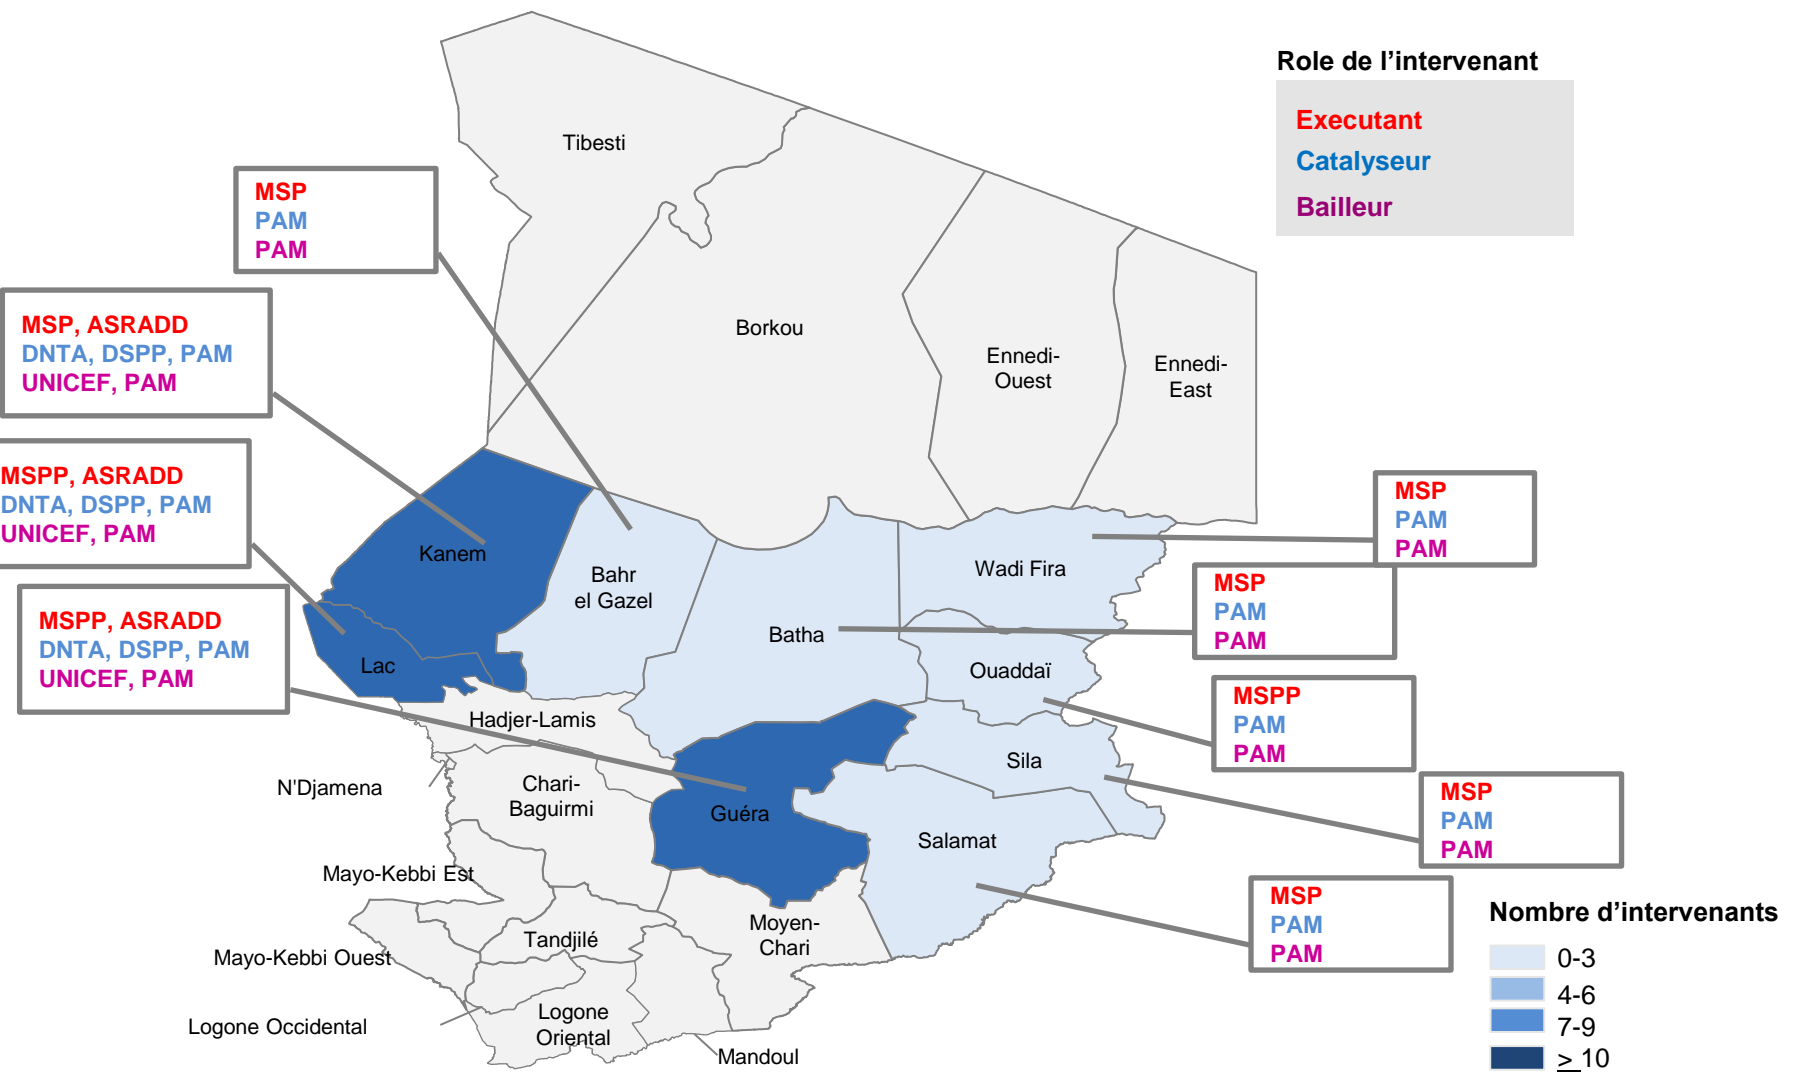 Role de l’intervenant
Executant
Catalyseur
Bailleur
Tibesti
MSP
PAM
PAM
MSP, ASRADD
DNTA, DSPP, PAM
UNICEF, PAM
Borkou
Ennedi-
Ouest
Ennedi-
East
MSPP, ASRADD
DNTA, DSPP, PAM
UNICEF, PAM
MSP
PAM
PAM
Kanem
Bahr
el Gazel
Wadi Fira
MSP
PAM
PAM
MSPP, ASRADD
DNTA, DSPP, PAM
UNICEF, PAM
Batha
Lac
Ouaddaï
MSPP
PAM
PAM
Hadjer-Lamis
Sila
N'Djamena
Chari-
Baguirmi
Guéra
Salamat
MSP
PAM
PAM
Mayo-Kebbi Est
MSP
PAM
PAM
Moyen-
Chari
Tandjilé
Mayo-Kebbi Ouest
Logone Occidental
Logone
Oriental
Mandoul
Nombre d’intervenants
0-3
4-6
7-9
> 10